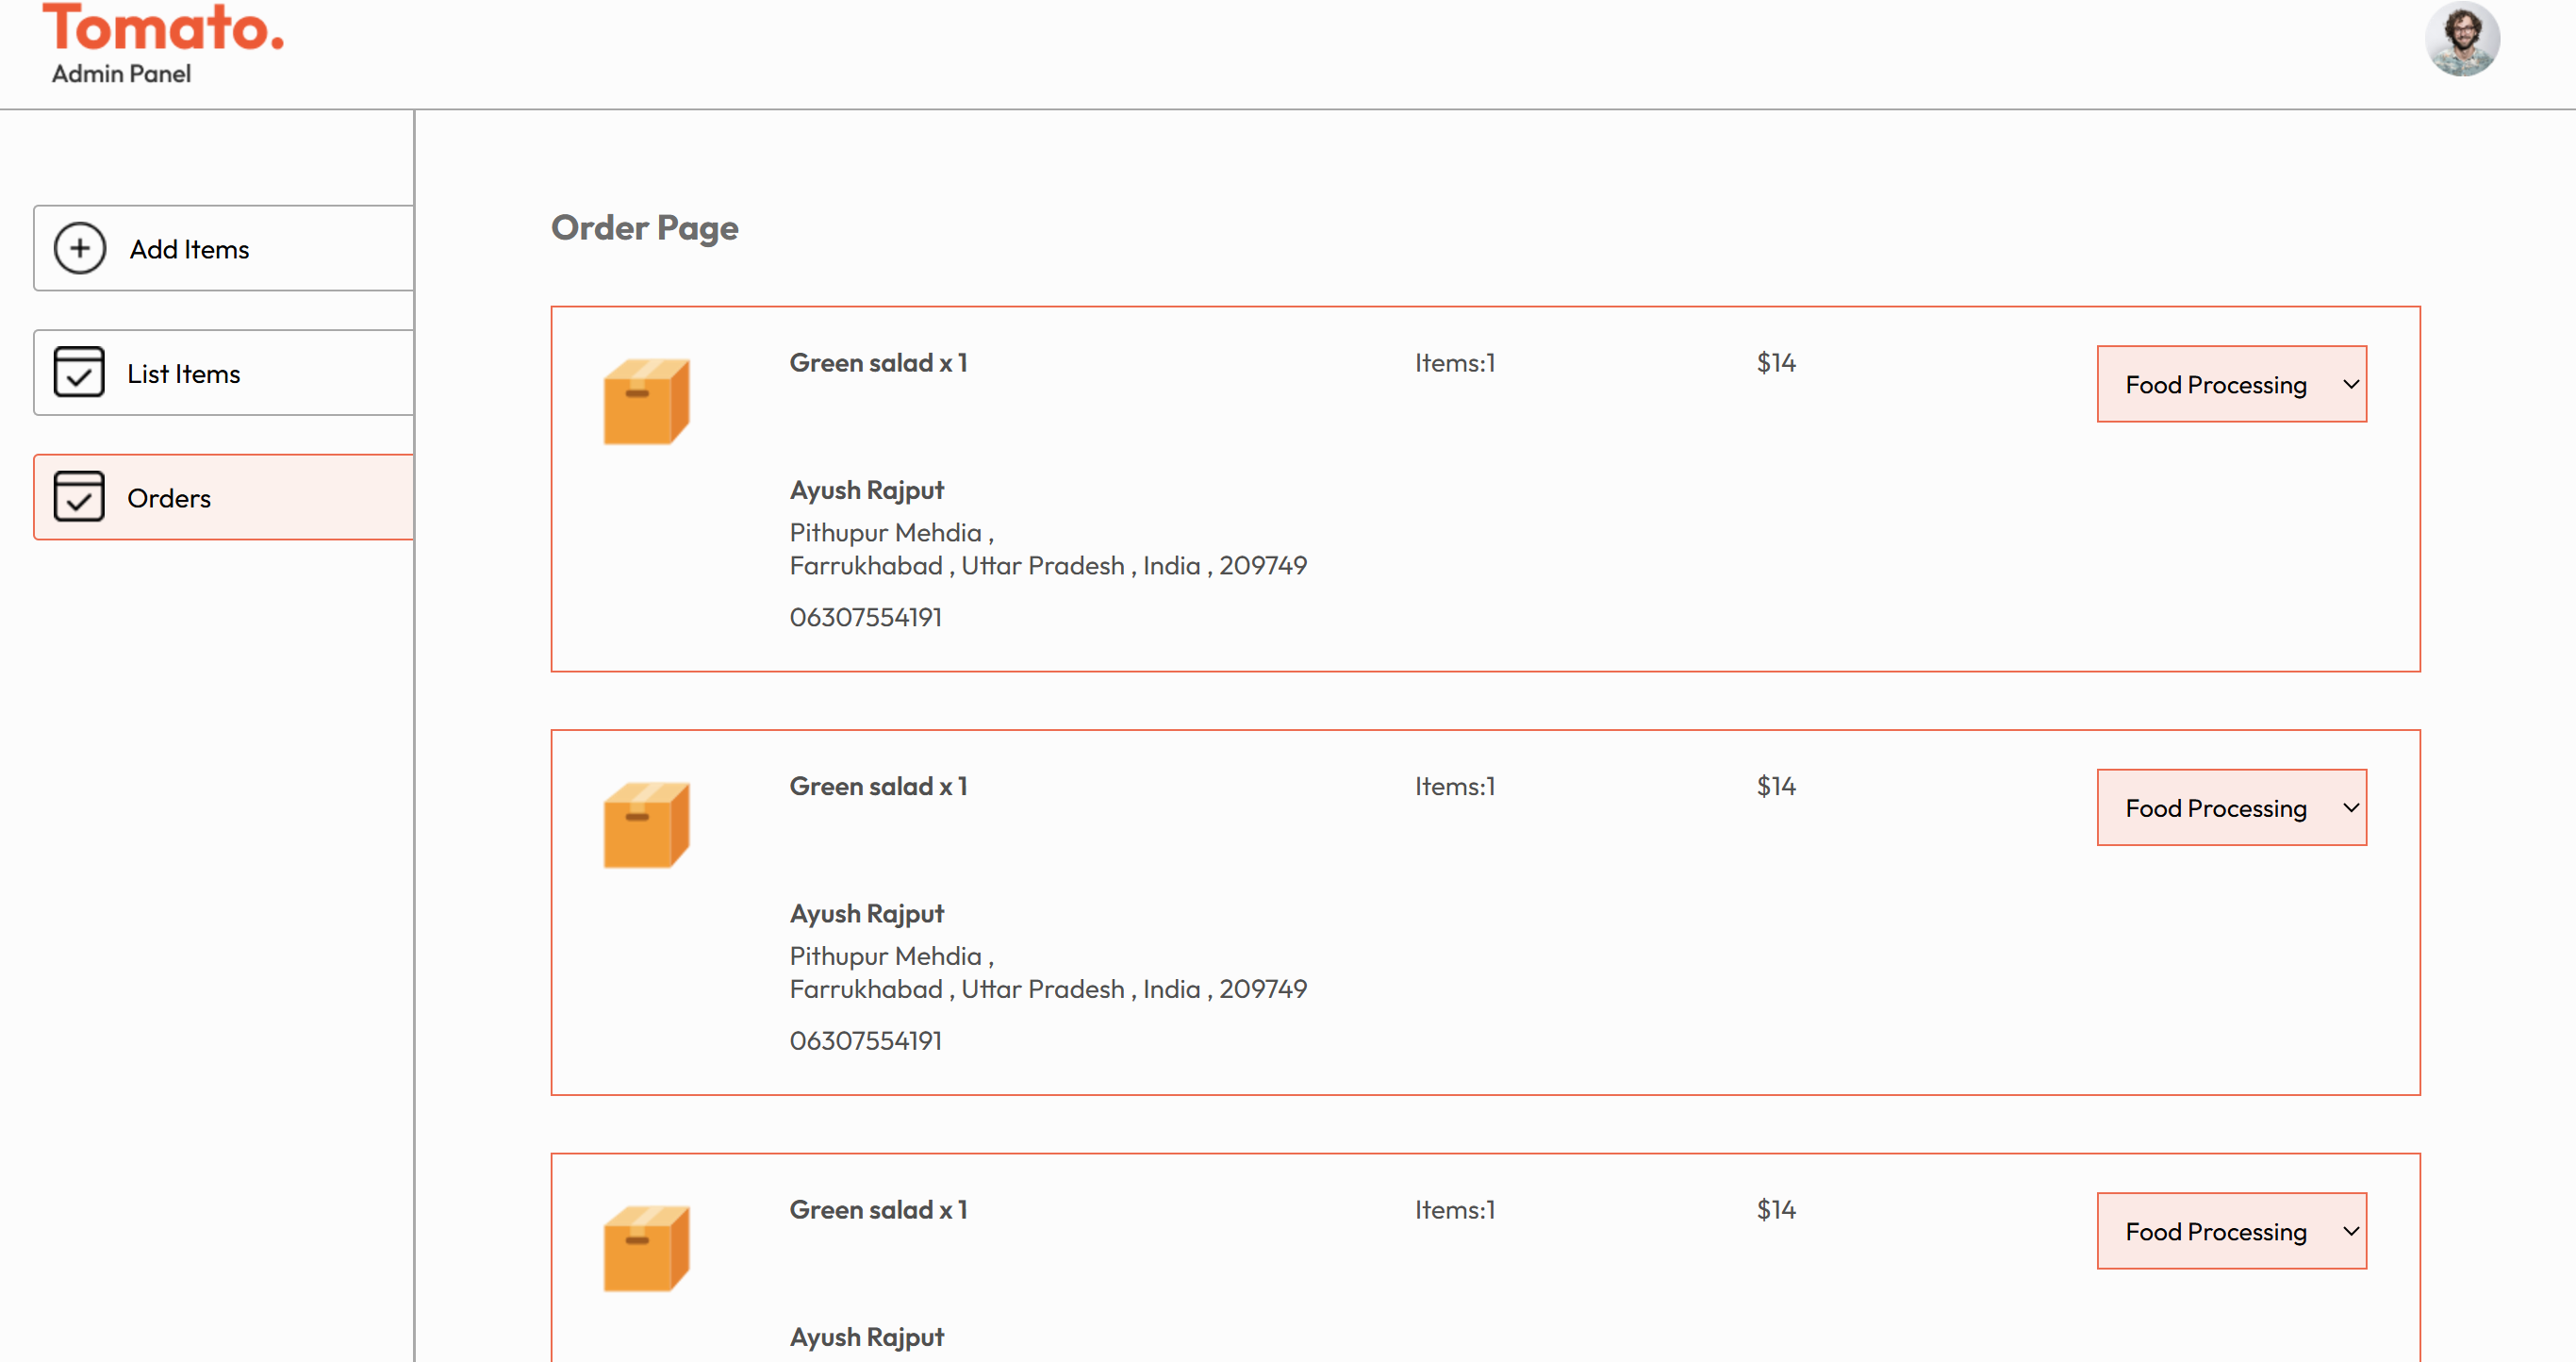 Tomato.
Admin Panel
Add Items
List Items
Orders
Order Page
Green salad x 1
Items:1
$14
Food Processing
Ayush Rajput
Pithupur Mehdia ,
Farrukhabad , Uttar Pradesh , India , 209749
06307554191
Green salad x 1
Items:1
$14
Food Processing
Ayush Rajput
Pithupur Mehdia ,
Farrukhabad , Uttar Pradesh , India , 209749
06307554191
Green salad x 1
Items:1
$14
Food Processing
Ayush Rajput